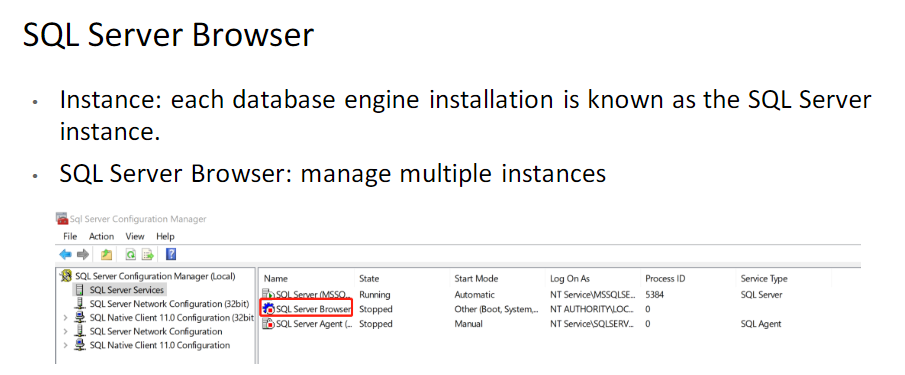 SQL Server Browser
• Instance: each database engine installation is known as the SQL Server
instance.
• SQL Server Browser: manage multiple instances
Sql Server Configuration Manager
File Action View Help
SQL Server Configuration Manager (Local)
SQL Server Services
SQL Server Network Configuration (32bit)
SQL Native Client 11.0 Configuration (32bit
SQL Server Network Configuration
SQL Native Client 11.0 Configuration
Name State Start Mode Log On As Process ID Service Type
SQL Server (MSSQ... Running Automatic NT Service\MSSQLSE... 5384 SQL Server
SQL Server Browser Stopped Other (Boot, System,... NT AUTHORITY\LOC... 0
SQL Server Agent (... Stopped Manual NT Service\SQLSERV... 0 SQL Agent